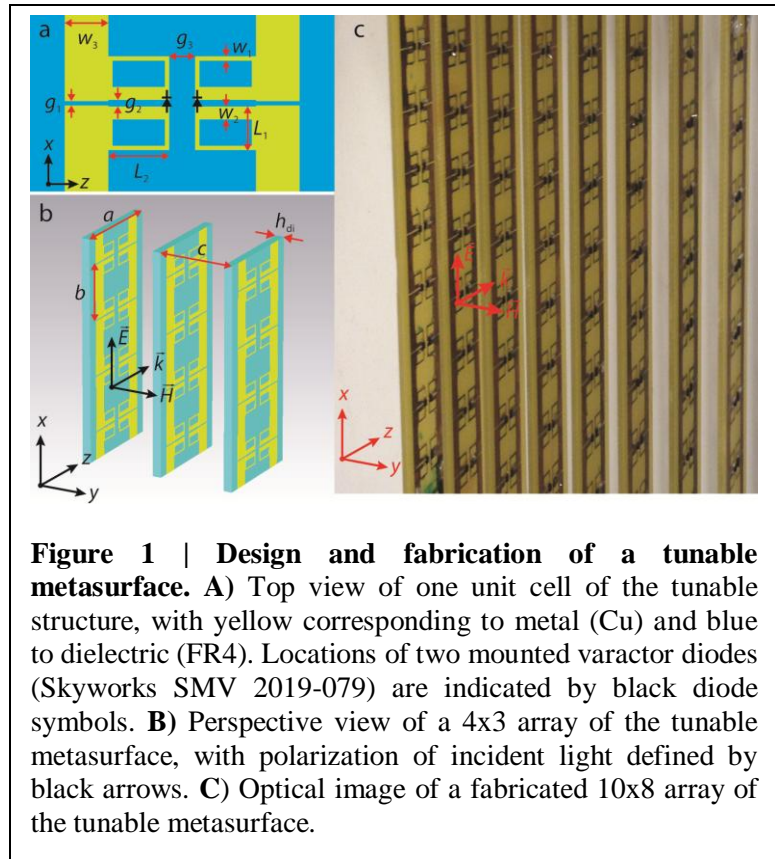 a
w3
g3
w1
g1
g2
w2
L1
L2
x
z
b
a
hdi
c
b
E
k
H
x
z
y
c
E
H
x
z
y
Figure 1 | Design and fabrication of a tunable
metasurface. A) Top view of one unit cell of the tunable
structure, with yellow corresponding to metal (Cu) and blue
to dielectric (FR4). Locations of two mounted varactor diodes
(Skyworks SMV 2019-079) are indicated by black diode
symbols. B) Perspective view of a 4x3 array of the tunable
metasurface, with polarization of incident light defined by
black arrows. C) Optical image of a fabricated 10x8 array of
the tunable metasurface.